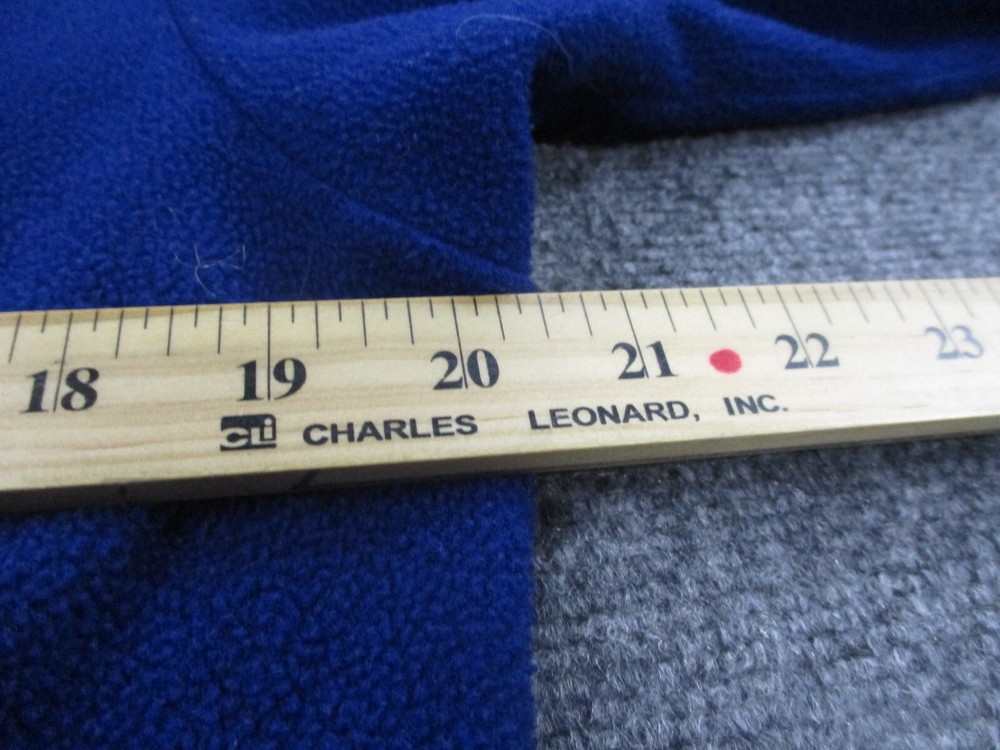 18 19 20 21 22 23
cli CHARLES LEONARD, INC.